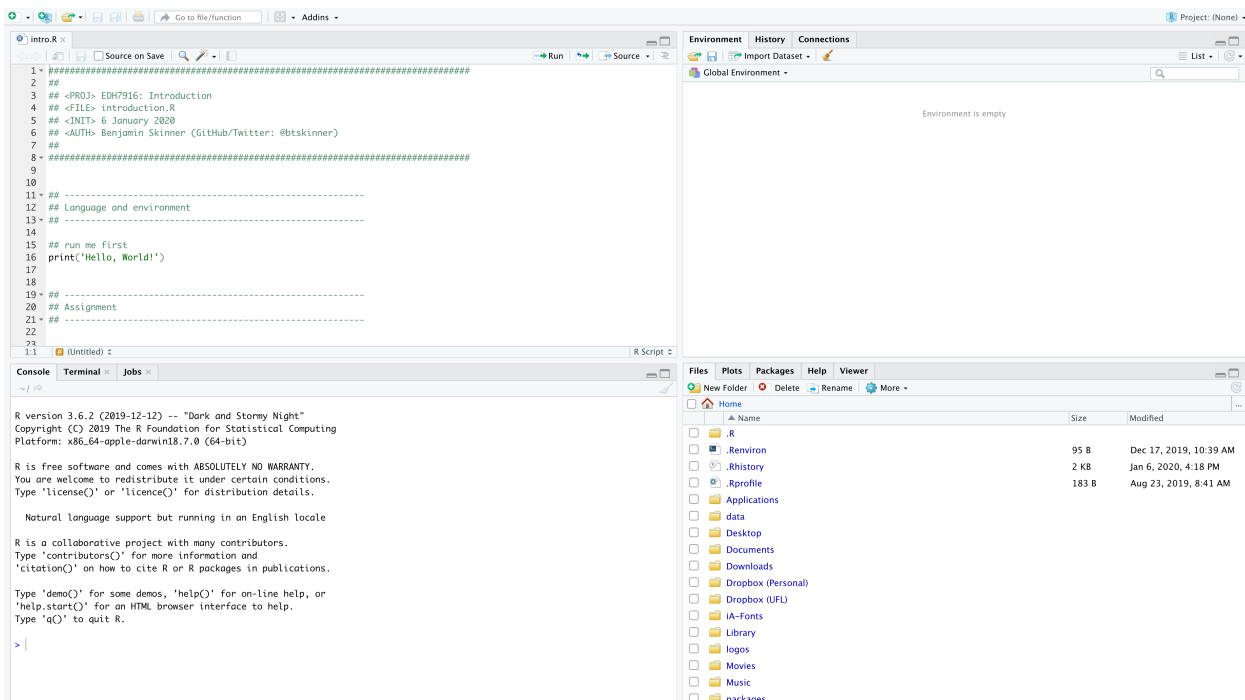 Go to file/function
Addins
Project: (None)
intro.R
Source on Save
Run
Source
1 ################################################################################
2 ##
3 ## <PROJ> EDH7916: Introduction
4 ## <FILE> introduction.R
5 ## <INIT> 6 January 2020
6 ## <AUTH> Benjamin Skinner (GitHub/Twitter: @btskinner)
7 ##
8 ################################################################################
9
10
11 ## ---------------------------------------------------------
12 ## Language and environment
13 ## ---------------------------------------------------------
14
15 ## run me first
16 print('Hello, World!')
17
18
19 ## ---------------------------------------------------------
20 ## Assignment
21 ## ---------------------------------------------------------
22
23
1:1 (Untitled) R Script
Environment History Connections
Import Dataset List
Global Environment
Environment is empty
Console Terminal Jobs
~/
R version 3.6.2 (2019-12-12) -- "Dark and Stormy Night"
Copyright (C) 2019 The R Foundation for Statistical Computing
Platform: x86_64-apple-darwin18.7.0 (64-bit)
R is free software and comes with ABSOLUTELY NO WARRANTY.
You are welcome to redistribute it under certain conditions.
Type 'license()' or 'licence()' for distribution details.
Natural language support but running in an English locale
R is a collaborative project with many contributors.
Type 'contributors()' for more information and
'citation()' on how to cite R or R packages in publications.
Type 'demo()' for some demos, 'help()' for on-line help, or
'help.start()' for an HTML browser interface to help.
Type 'q()' to quit R.
>
Files Plots Packages Help Viewer
New Folder Delete Rename More
Home ...
Name Size Modified
.R
.Renviron 95 B Dec 17, 2019, 10:39 AM
.Rhistory 2 KB Jan 6, 2020, 4:18 PM
.Rprofile 183 B Aug 23, 2019, 8:41 AM
Applications
data
Desktop
Documents
Downloads
Dropbox (Personal)
Dropbox (UFL)
iA-Fonts
Library
logos
Movies
Music
packages